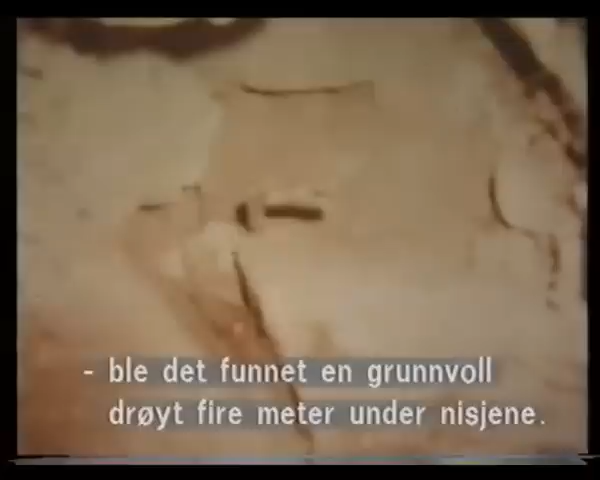 - ble det funnet en grunnvoll
drøyt fire meter under nisjene.